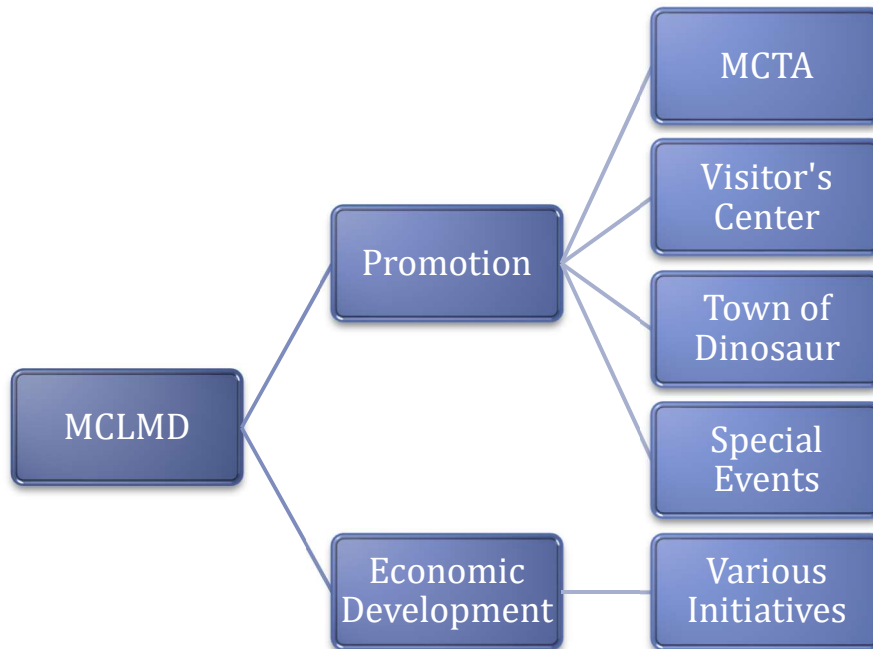 MCTA
Visitor's
Center
Promotion
Town of
Dinosaur
MCLMD
Special
Events
Economic
Development
Various
Initiatives